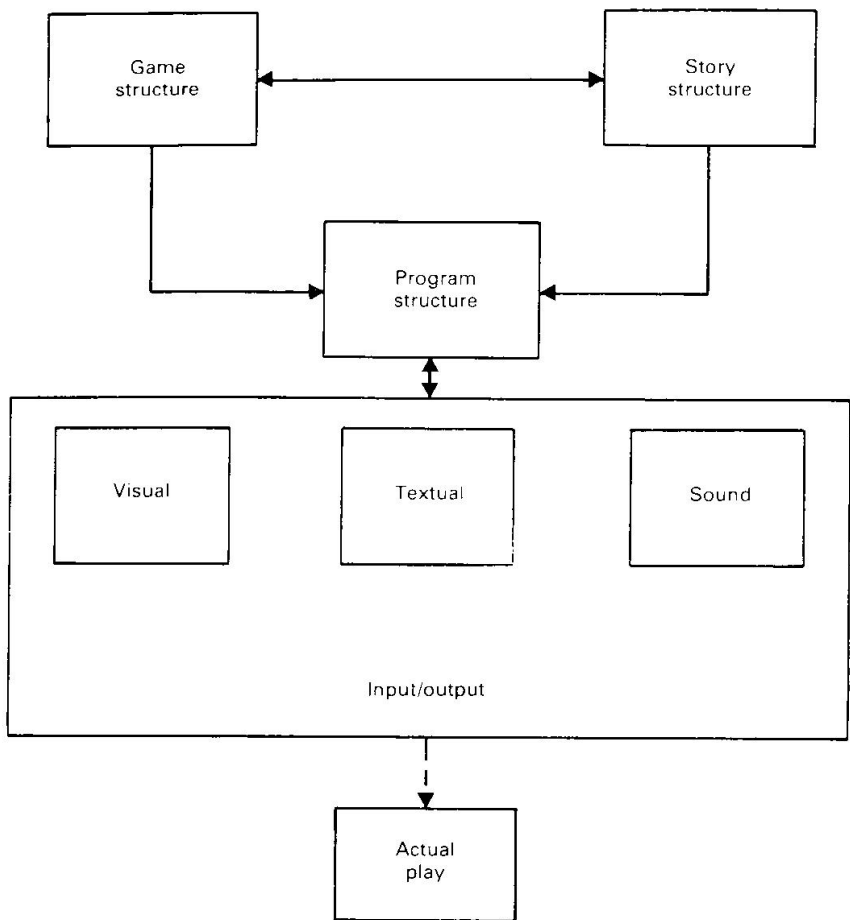 Game
structure
Story
structure
Program
structure
Visual
Textual
Sound
Input/output
Actual
play